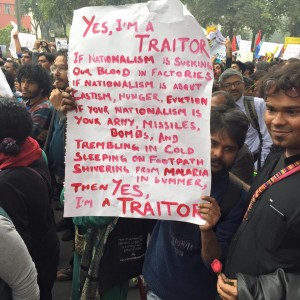 YES, I'M A
TRAITOR
IF NATIONALISM IS SUCKING
OUR BLOOD IN FACTORIES
IF NATIONALISM IS ABOUT
CASTISM, HUNGER, EVICTION
IF YOUR NATIONALISM IS
YOUR ARMY, MISSILES,
BOMBS, AND
TREMBLING IN COLD
SLEEPING ON FOOTPATH
SHIVERING FROM MALARIA
IN SUMMER,
THEN YES,
I'M A TRAITOR